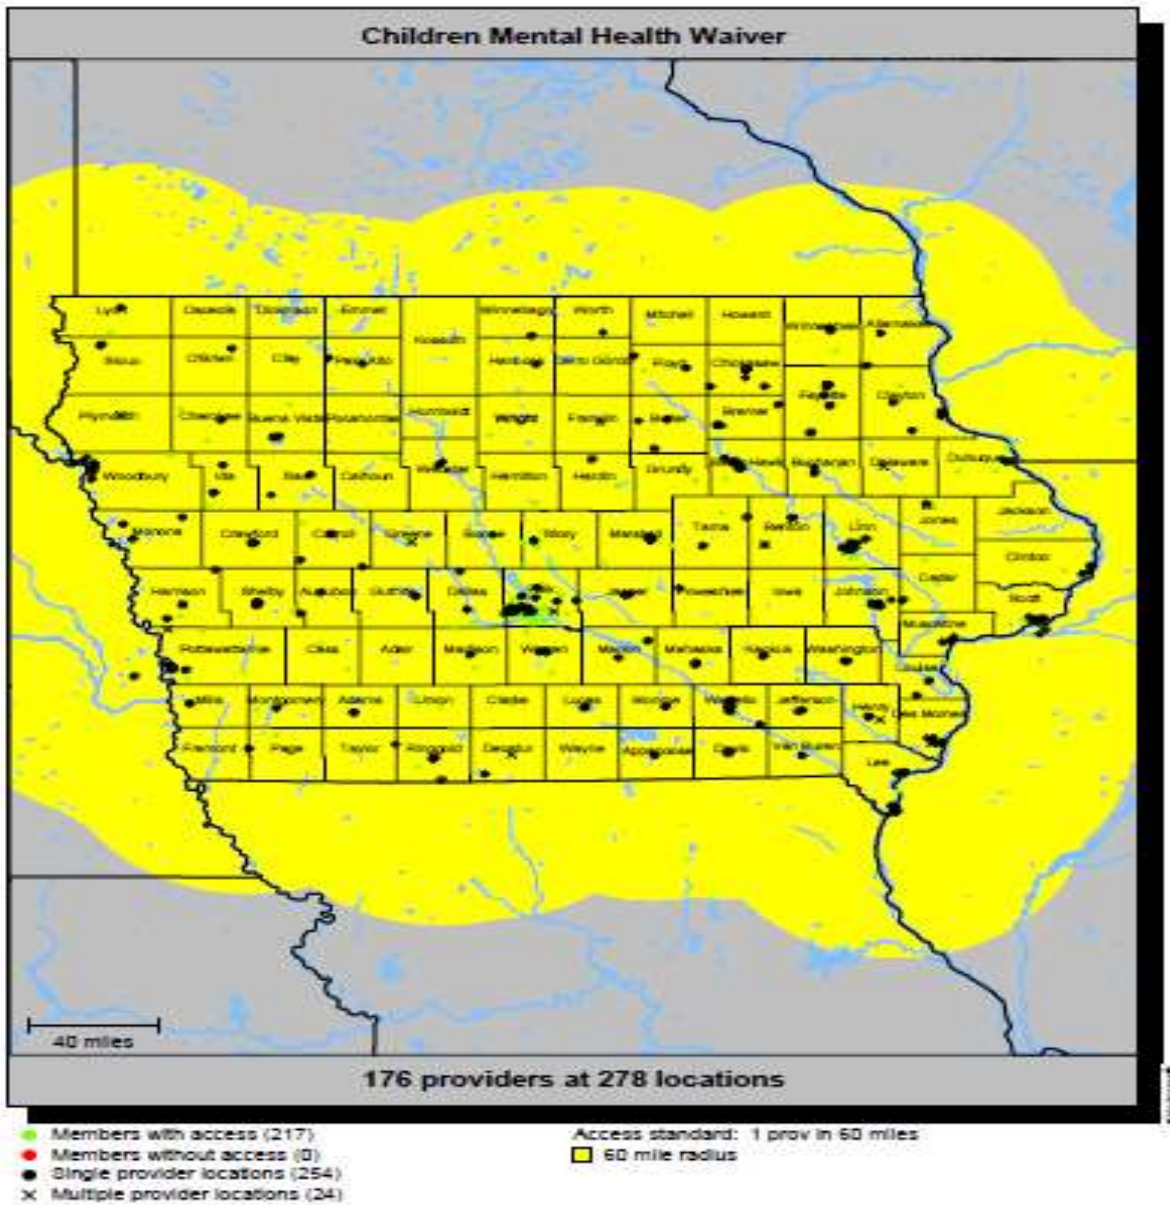 Children Mental Health Waiver
Lyon Osceola Dickinson Emmet Winnebago Worth Mitchell Howard Winneshiek Allamakee
Kossuth
Sioux O'Brien Clay Palo Alto Hancock Cerro Gordo Floyd Chickasaw
Plymouth Cherokee Buena Vista Pocahontas Humboldt Wright Franklin Butler Bremer Fayette Clayton
Woodbury Ida Sac Calhoun Webster Hamilton Hardin Grundy Buchanan Delaware Dubuque
Monona Crawford Carroll Greene Boone Story Marshall Tama Benton Linn Jones Jackson
Clinton
Harrison Shelby Audubon Guthrie Dallas Jasper Poweshiek Iowa Johnson Cedar Scott
Muscatine
Pottawattamie Cass Adair Madison Warren Marion Mahaska Keokuk Washington
Mills Montgomery Adams Union Clarke Lucas Monroe Wapello Jefferson Henry Des Moines
Fremont Page Taylor Ringgold Decatur Wayne Appanoose Davis Van Buren Lee
40 miles
176 providers at 278 locations
Members with access (217)
Members without access (0)
Single provider locations (254)
Multiple provider locations (24)
Access standard: 1 prov in 60 miles
60 mile radius